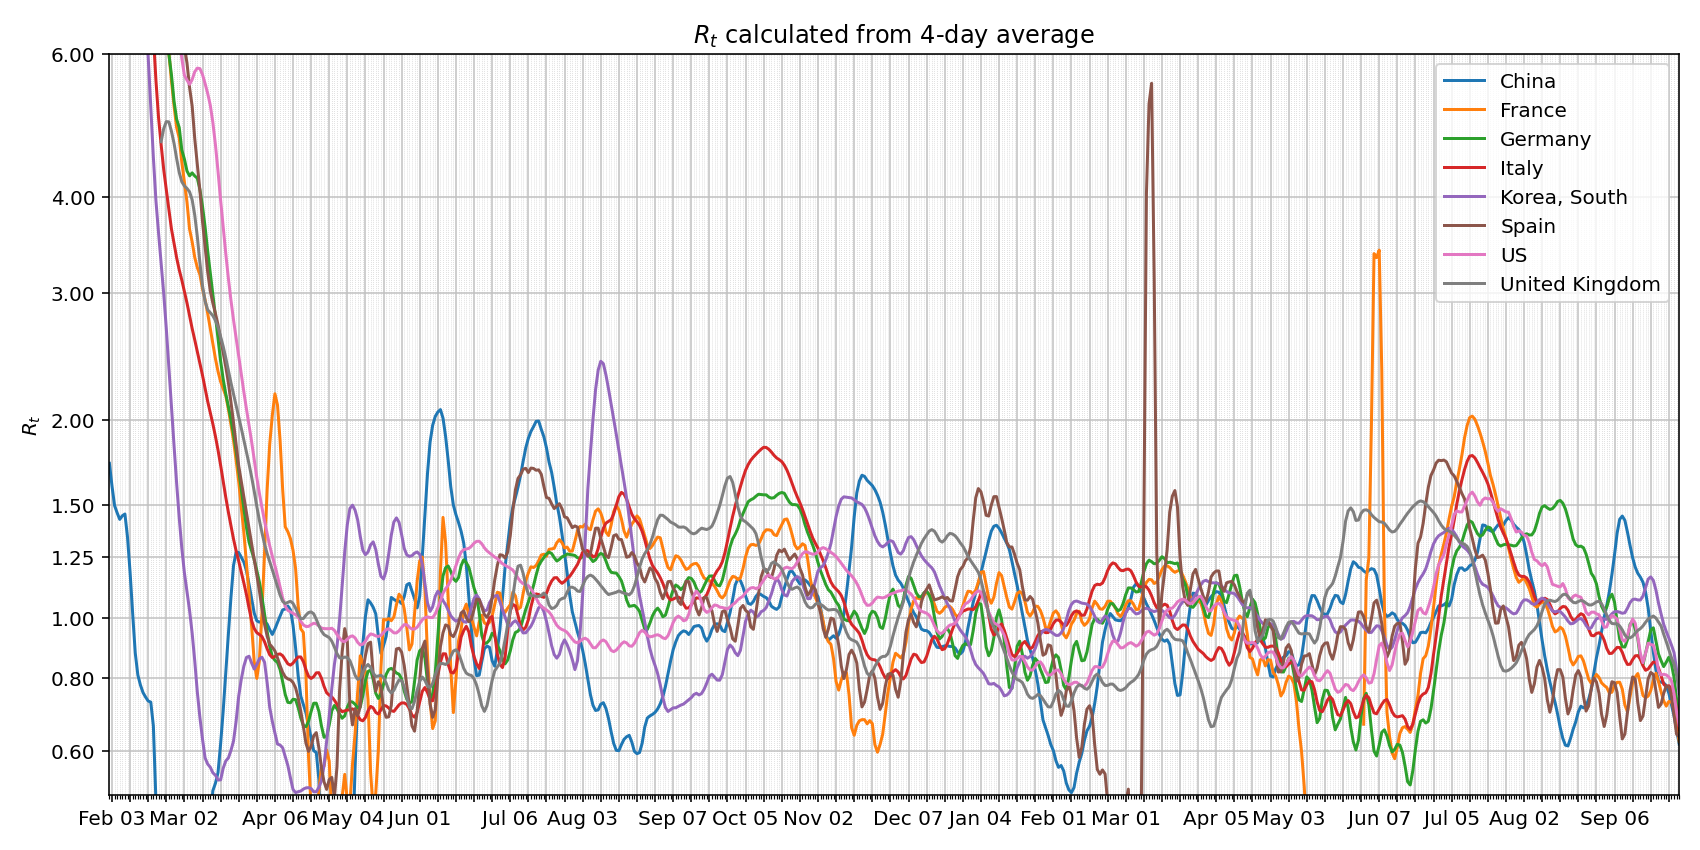 R_t calculated from 4-day average
6.00
4.00
3.00
2.00
1.50
1.25
1.00
0.80
0.60
R_t
China
France
Germany
Italy
Korea, South
Spain
US
United Kingdom
Feb 03 Mar 02 Apr 06 May 04 Jun 01 Jul 06 Aug 03 Sep 07 Oct 05 Nov 02 Dec 07 Jan 04 Feb 01 Mar 01 Apr 05 May 03 Jun 07 Jul 05 Aug 02 Sep 06